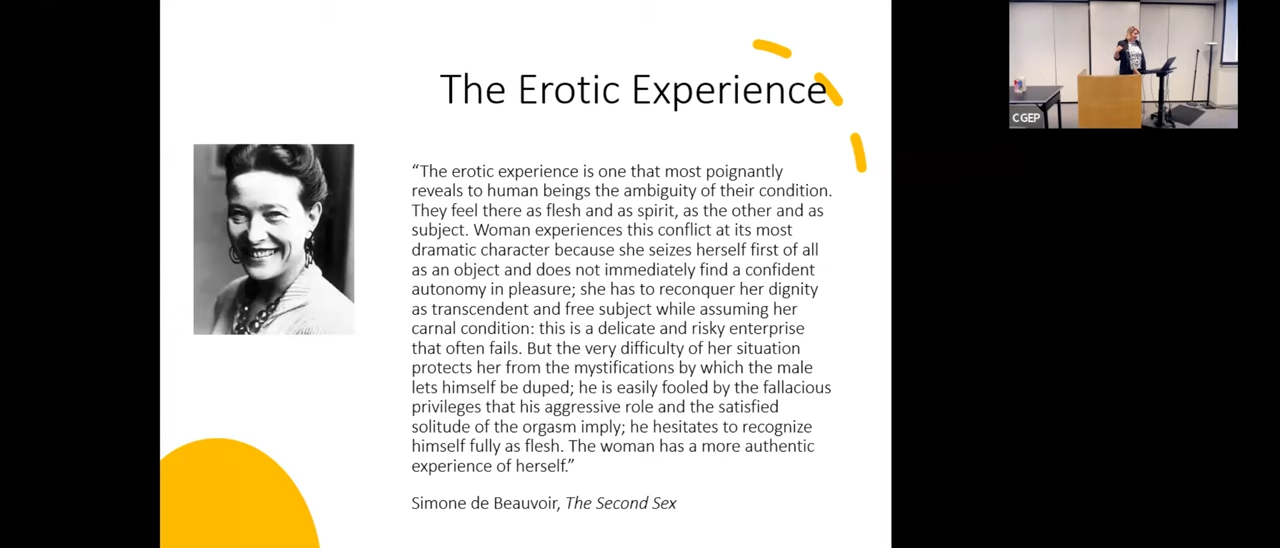 The Erotic Experience
“The erotic experience is one that most poignantly
reveals to human beings the ambiguity of their condition.
They feel there as flesh and as spirit, as the other and as
subject. Woman experiences this conflict at its most
dramatic character because she seizes herself first of all
as an object and does not immediately find a confident
autonomy in pleasure; she has to reconquer her dignity
as transcendent and free subject while assuming her
carnal condition: this is a delicate and risky enterprise
that often fails. But the very difficulty of her situation
protects her from the mystifications by which the male
lets himself be duped; he is easily fooled by the fallacious
privileges that his aggressive role and the satisfied
solitude of the orgasm imply; he hesitates to recognize
himself fully as flesh. The woman has a more authentic
experience of herself.”
Simone de Beauvoir, The Second Sex
CGEP